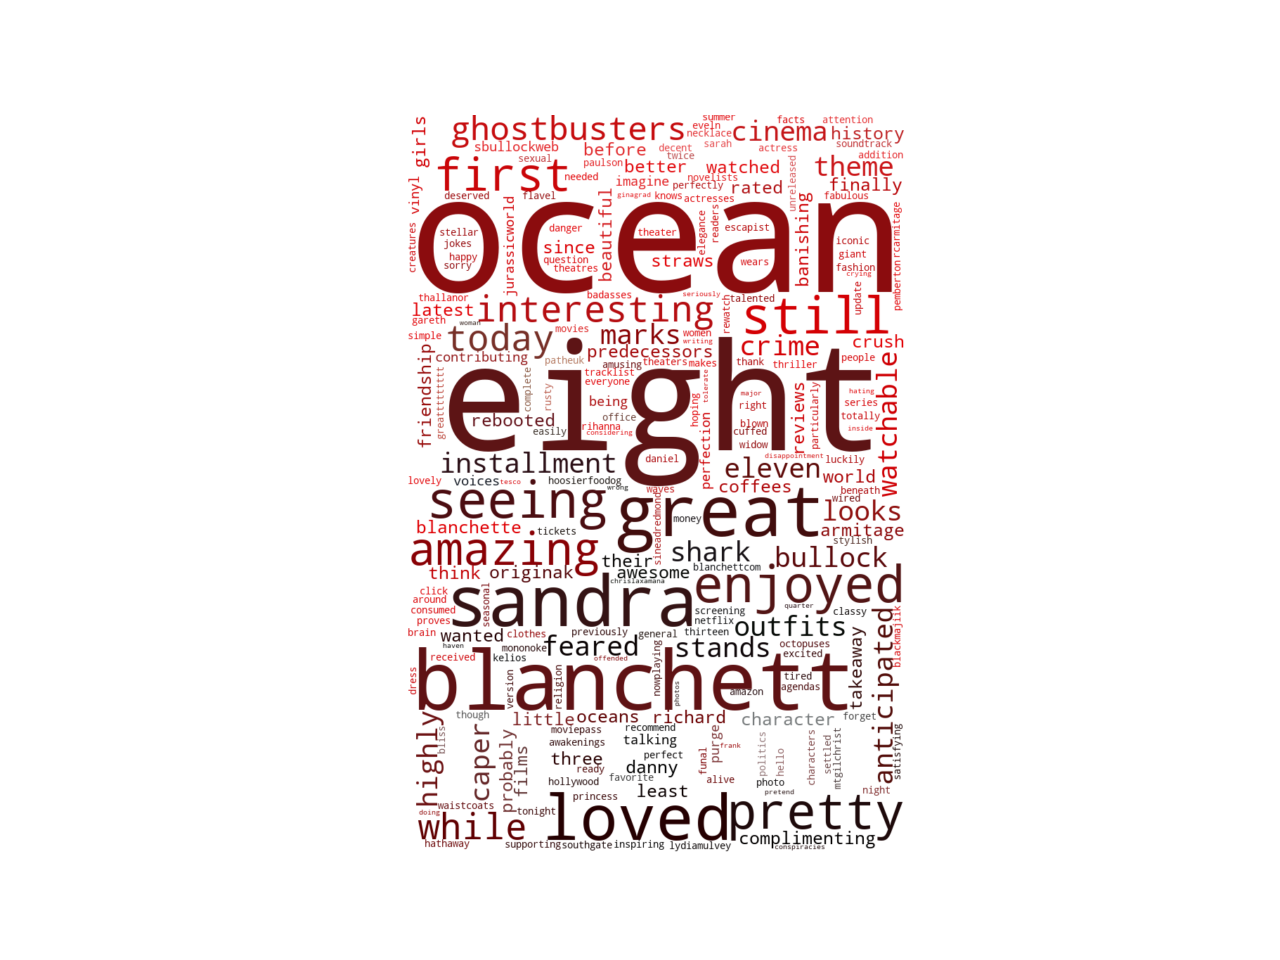 summer facts attention
girls ghostbusters eveln necklace cinema history
sbullockweb before decent sarah actress soundtrack
sexual paulson twice addition
first needed better watched theme
vinyl imagine perfectly novelists rated unreleased finally
deserved flavel ginagrad knows actresses fabulous
creatures ocean beautiful elegance readers banishing rcarmitage
stellar danger theater escapist iconic
jokes since giant
happy question straws wears fashion
sorry theatres crying
jurassicworld pemberton
thallanor badasses seriously talented update
latest interesting rewatch still
gareth woman today movies marks women crime crush
simple writing
contributing patheuk predecessors thank people
friendship amusing theaters makes thriller watchable
eight tracklist
everyone tolerate major hating
greatttttttttt complete rusty being hoping right reviews particularly series
rebooted office blown totally
easily rihanna considering cuffed inside
widow
installment daniel perfection eleven disappointment luckily
lovely voices tesco hoosierfoodog wrong waves coffees world
seeing great money beneath
wired
blanchette tickets sineadredmond looks
amazing their shark armitage
stylish
think originak awesome blanchettcom bullock
click chrislaxamana enjoyed
around seasonal sandra quarter
consumed screening classy
proves netflix outfits anticipated blackmajiik
brain wanted clothes previously general thirteen
haven mononoke feared stands octopuses takeaway
received kelios offended excited
dress blanchett nowplaying tired
version religion photos amazon agendas
though little oceans richard character forget
highly bliss caper probably films moviepass recommend purge politics hello characters settled mtgilchrist satisfying
awakenings talking frank
three perfect funal
ready danny
hollywood favorite alive photo
princess least pretend night
waistcoats tonight loved pretty
doing while complimenting
hathaway supporting southgate inspiring lydiamulvey conspiracies